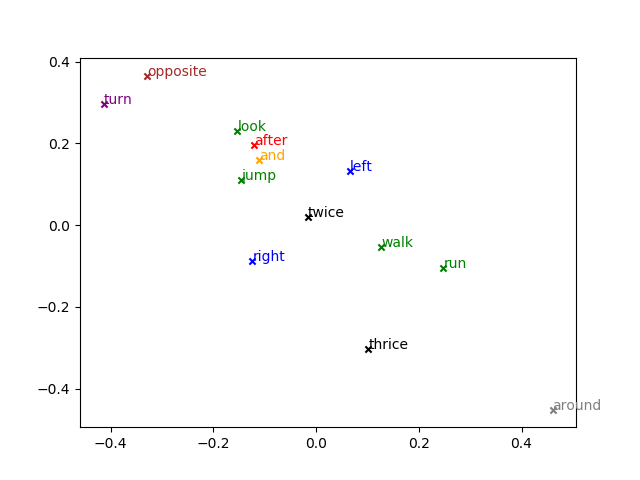 0.4
opposite
turn
look
0.2
after
and
left
jump
twice
0.0
walk
right
run
−0.2
thrice
−0.4
around
−0.4 −0.2 0.0 0.2 0.4